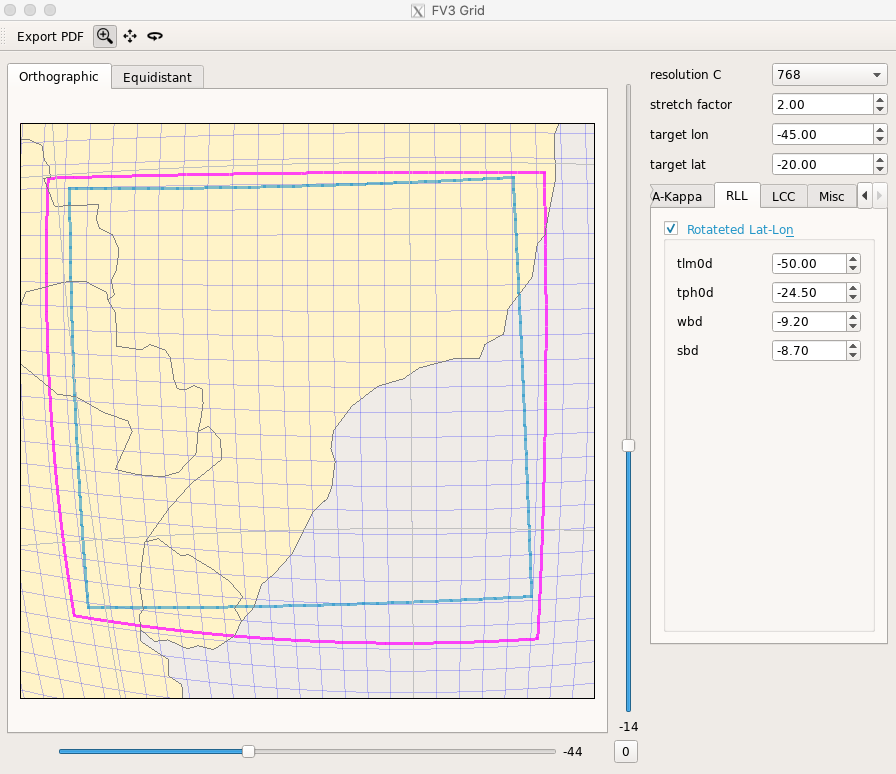 FV3 Grid
Export PDF
Orthographic
Equidistant
resolution C
768
stretch factor
2.00
target lon
-45.00
target lat
-20.00
A-Kappa
RLL
LCC
Misc
Rotateted Lat-Lon
tlm0d
-50.00
tph0d
-24.50
wbd
-9.20
sbd
-8.70
-14
-44
0